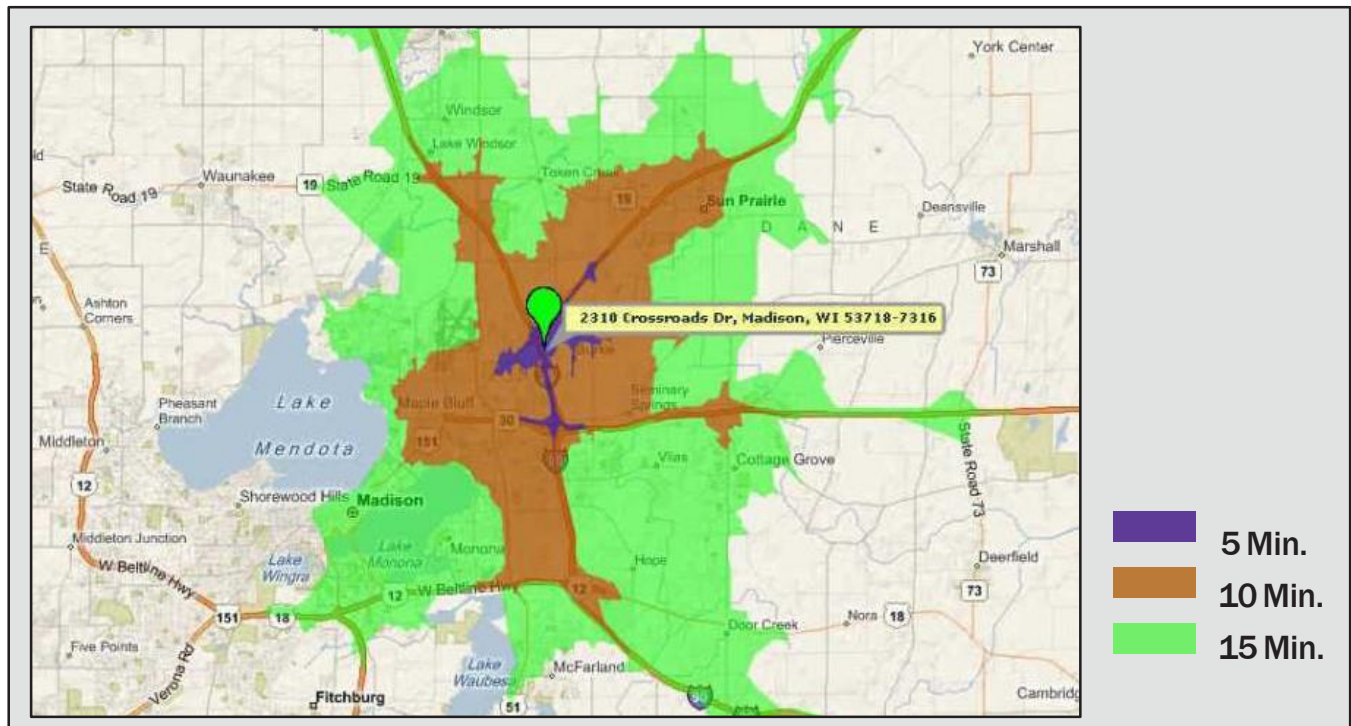 York Center
Windsor
Lake Windsor
Token Creek
Waunakee
State Road 19
19
State Road 19
19
Sun Prairie
Deansville
D A N E
Marshall
73
E
Ashton
Corners
2310 Crossroads Dr, Madison, WI 53718-7316
Burke
Pierceville
Pheasant
Branch
Lake
Mendota
Maple Bluff
30
Seminary
Springs
151
Middleton
12
Vilas
Cottage Grove
State Road 73
Shorewood Hills
Madison
Middleton Junction
Lake
Monona
Monona
Lake
Wingra
Hope
Deerfield
W Beltline Hwy
12
W Beltline Hwy
12
73
151
18
Nora
18
Door Creek
Five Points
Verona Rd
Lake
Waubesa
McFarland
Fitchburg
51
Cambridg
5 Min.
10 Min.
15 Min.